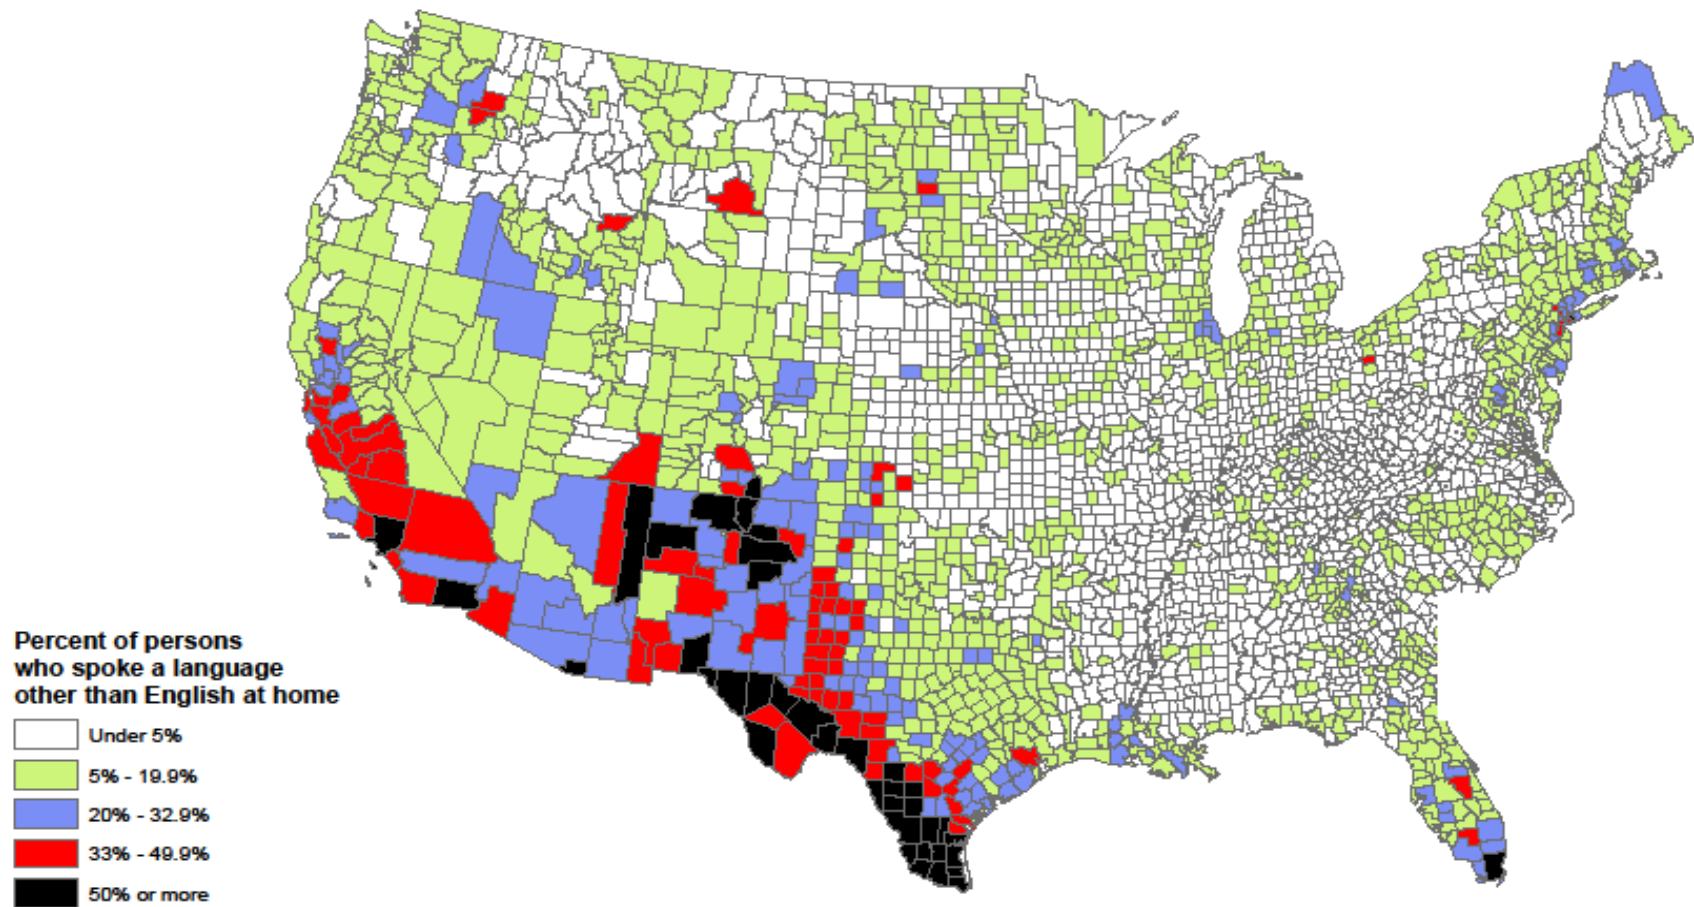 Percent of persons
who spoke a language
other than English at home
Under 5%
5% - 19.9%
20% - 32.9%
33% - 49.9%
50% or more